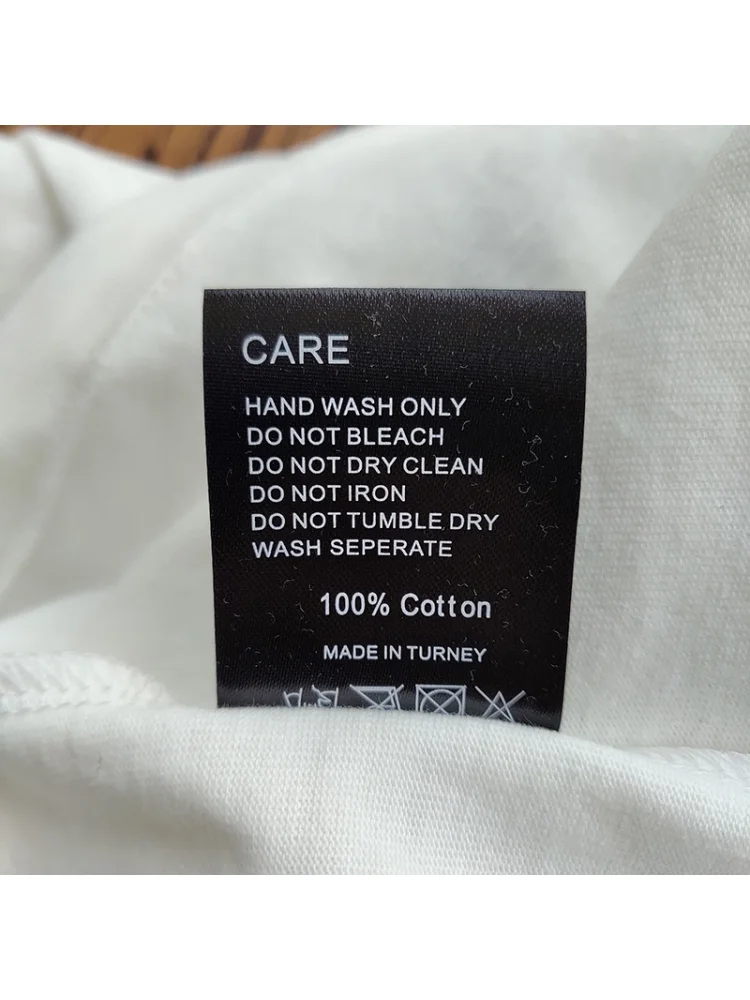 CARE
HAND WASH ONLY
DO NOT BLEACH
DO NOT DRY CLEAN
DO NOT IRON
DO NOT TUMBLE DRY
WASH SEPERATE
100% Cotton
MADE IN TURNEY